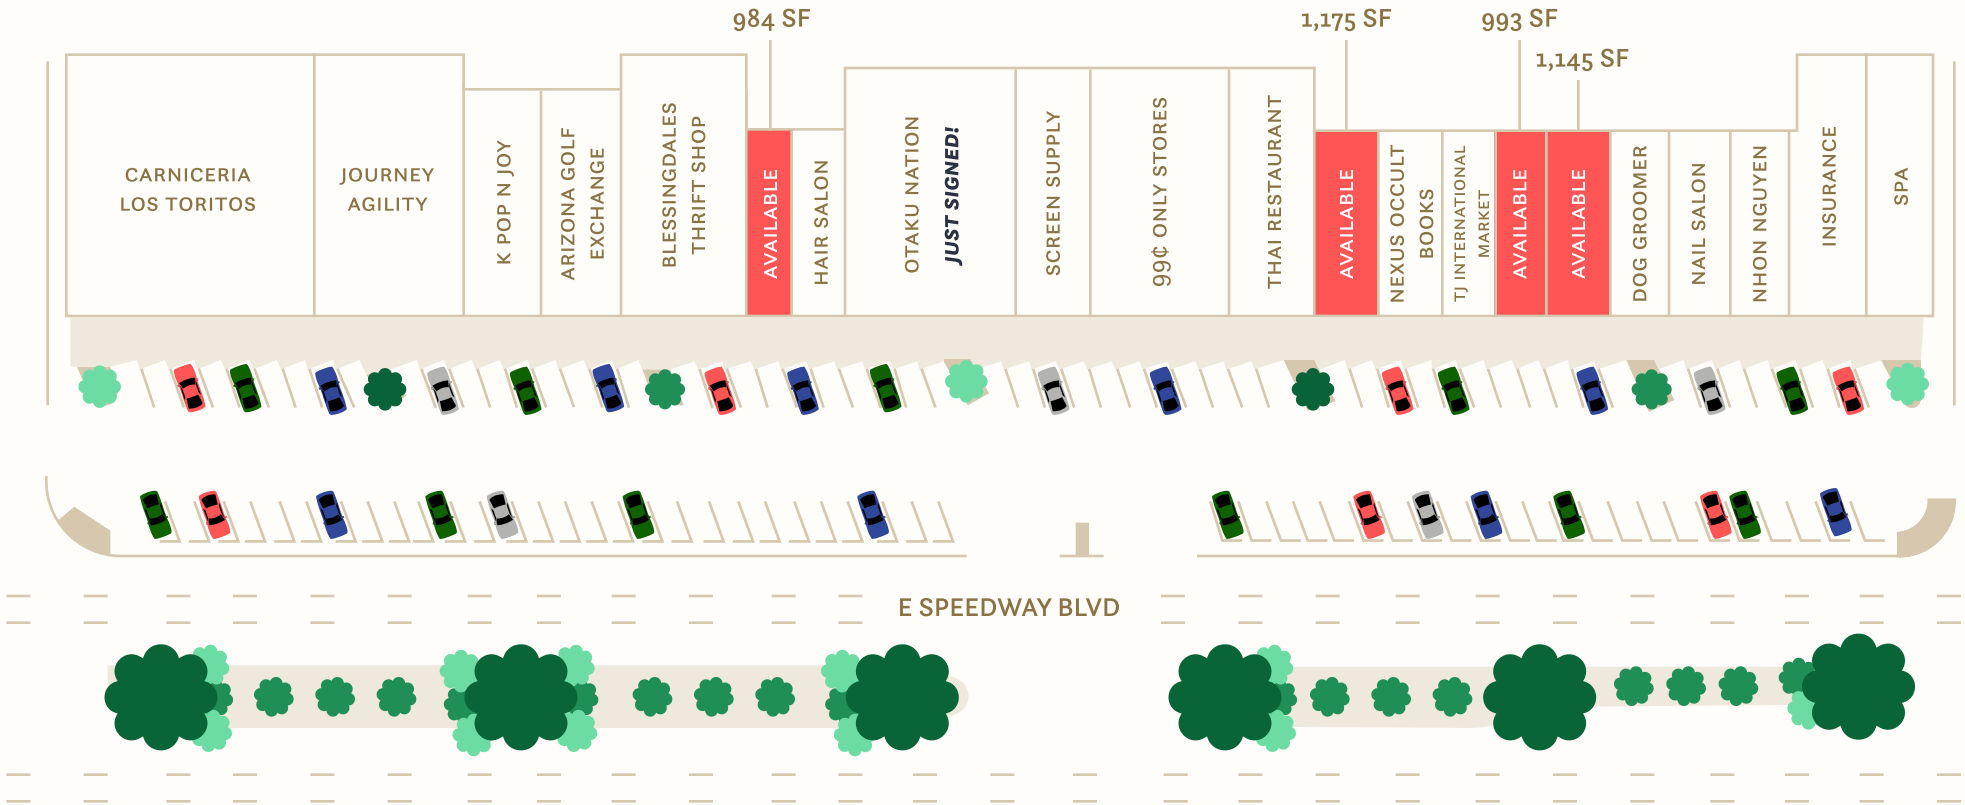 984 SF
1,175 SF
993 SF
1,145 SF
CARNICERIA
LOS TORITOS
JOURNEY
AGILITY
K POP N JOY
ARIZONA GOLF
EXCHANGE
BLESSINGDALES
THRIFT SHOP
AVAILABLE
HAIR SALON
OTAKU NATION
JUST SIGNED!
SCREEN SUPPLY
99¢ ONLY STORES
THAI RESTAURANT
AVAILABLE
NEXUS OCCULT
BOOKS
TJ INTERNATIONAL
MARKET
AVAILABLE
AVAILABLE
DOG GROOMER
NAIL SALON
NHON NGUYEN
INSURANCE
SPA
E SPEEDWAY BLVD